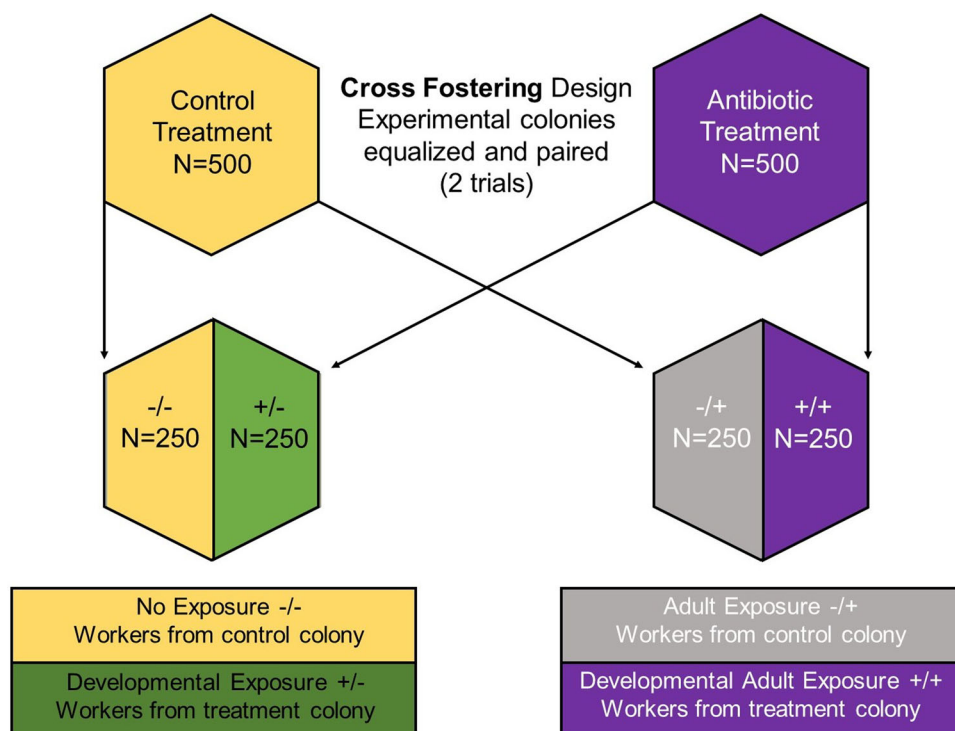 Control
Treatment
N=500
Cross Fostering Design
Experimental colonies
equalized and paired
(2 trials)
Antibiotic
Treatment
N=500
-/-
N=250
+/-
N=250
-/+
N=250
+/+
N=250
No Exposure -/-
Workers from control colony
Developmental Exposure +/-
Workers from treatment colony
Adult Exposure -/+
Workers from control colony
Developmental Adult Exposure +/+
Workers from treatment colony